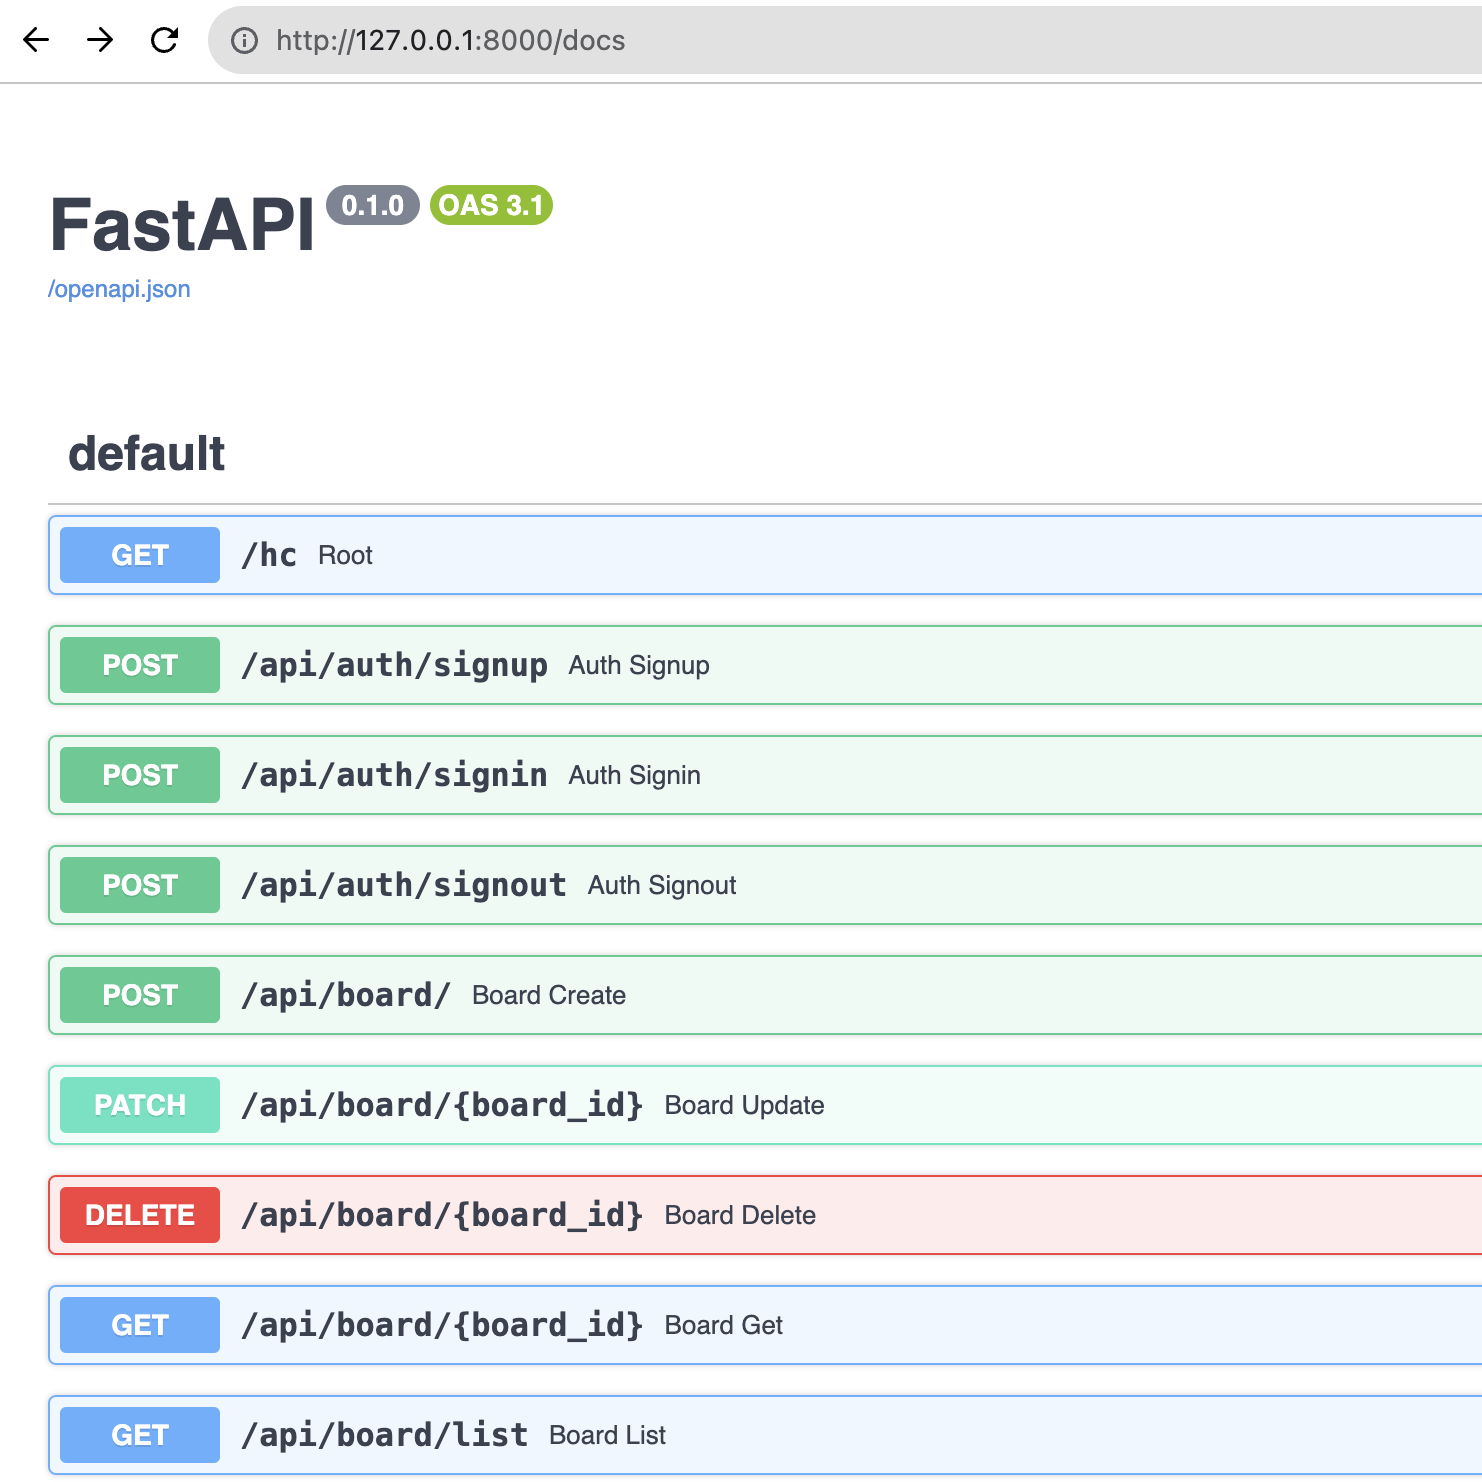 http://127.0.0.1:8000/docs
FastAPI 0.1.0 OAS 3.1
/openapi.json
default
GET /hc Root
POST /api/auth/signup Auth Signup
POST /api/auth/signin Auth Signin
POST /api/auth/signout Auth Signout
POST /api/board/ Board Create
PATCH /api/board/{board_id} Board Update
DELETE /api/board/{board_id} Board Delete
GET /api/board/{board_id} Board Get
GET /api/board/list Board List